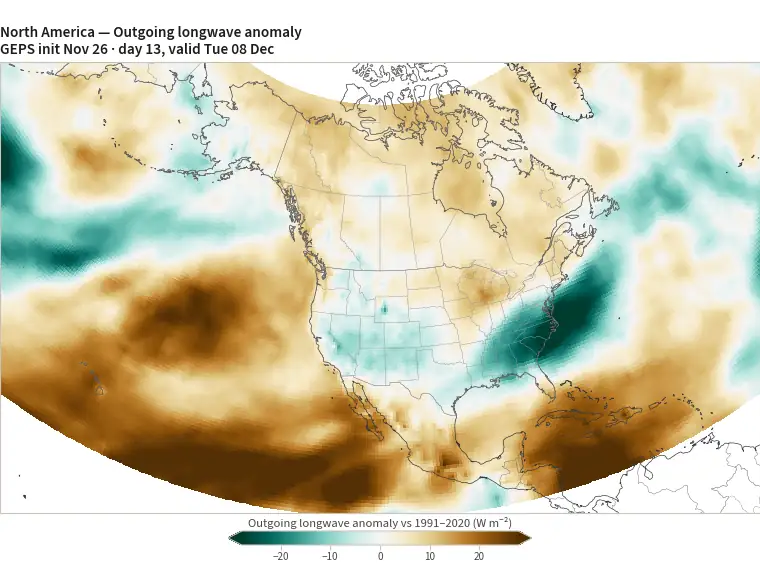 North America — Outgoing longwave anomaly
GEPS init Nov 26 · day 13, valid Tue 08 Dec
Outgoing longwave anomaly vs 1991–2020 (W m⁻²)
−20 −10 0 10 20